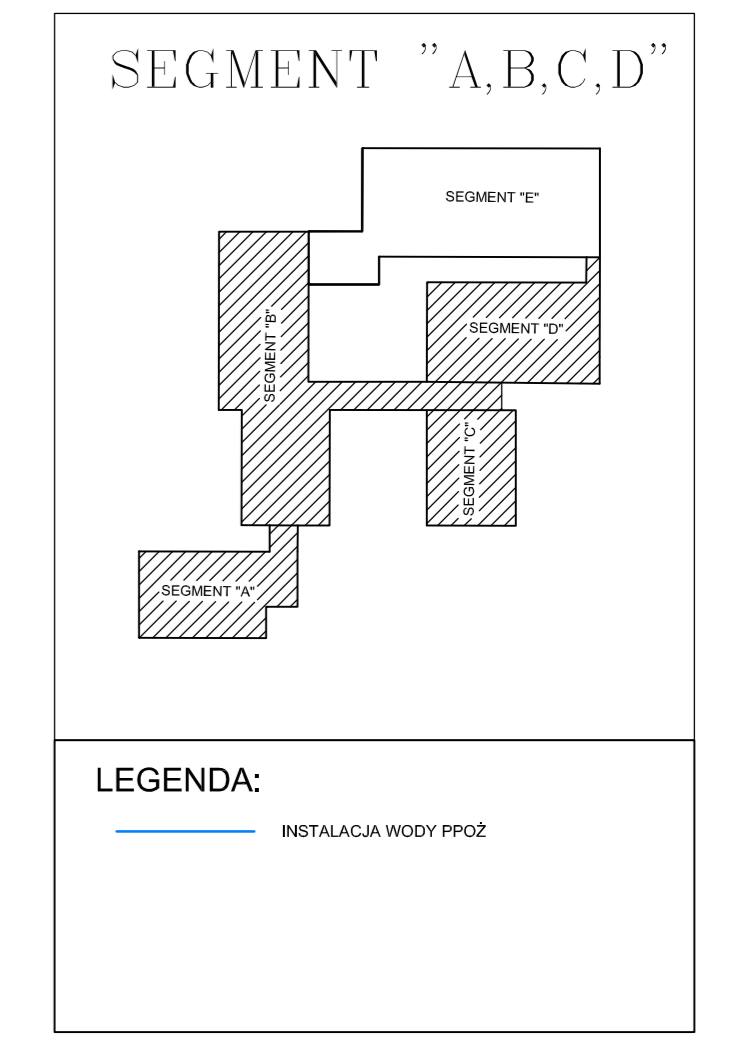 SEGMENT "A,B,C,D"
SEGMENT "E"
SEGMENT "B"
SEGMENT "D"
SEGMENT "C"
SEGMENT "A"
LEGENDA:
INSTALACJA WODY PPOŻ